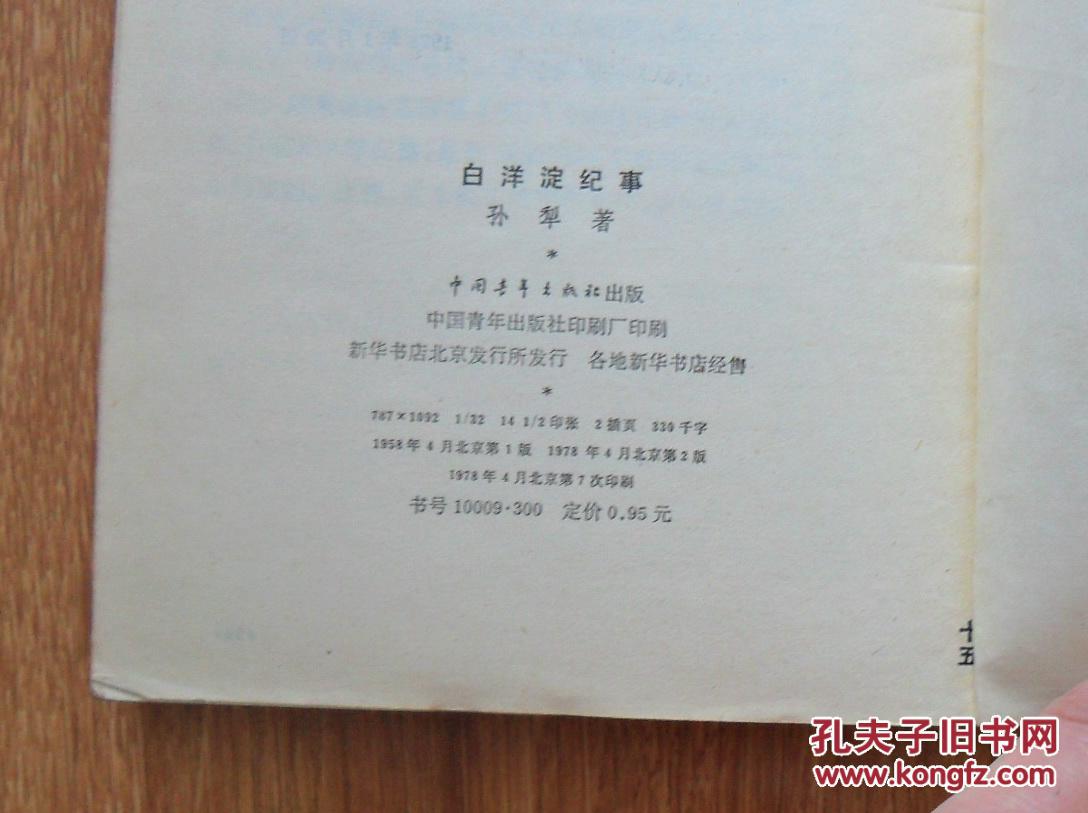 白洋淀纪事
孙犁著
*
中国青年出版社出版
中国青年出版社印刷厂印刷
新华书店北京发行所发行 各地新华书店经售
*
787×1092 1/32 14 1/2印张 2插页 330千字
1958年4月北京第1版 1978年4月北京第2版
1978年4月北京第7次印刷
书号10009·300 定价0.95元
十五
孔夫子旧书网
www.kongfz.com